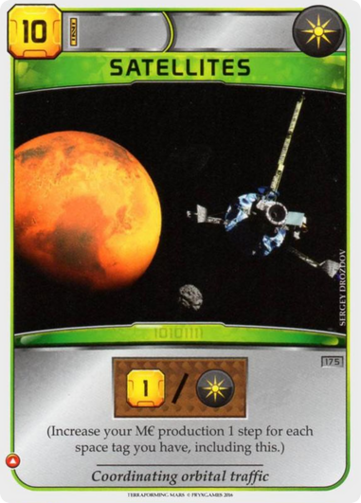 10
SATELLITES
SERGEY DROZDOV
1010111
175
1 /
(Increase your M€ production 1 step for each
space tag you have, including this.)
Coordinating orbital traffic
TERRAFORMING MARS © FRYXGAMES 2016